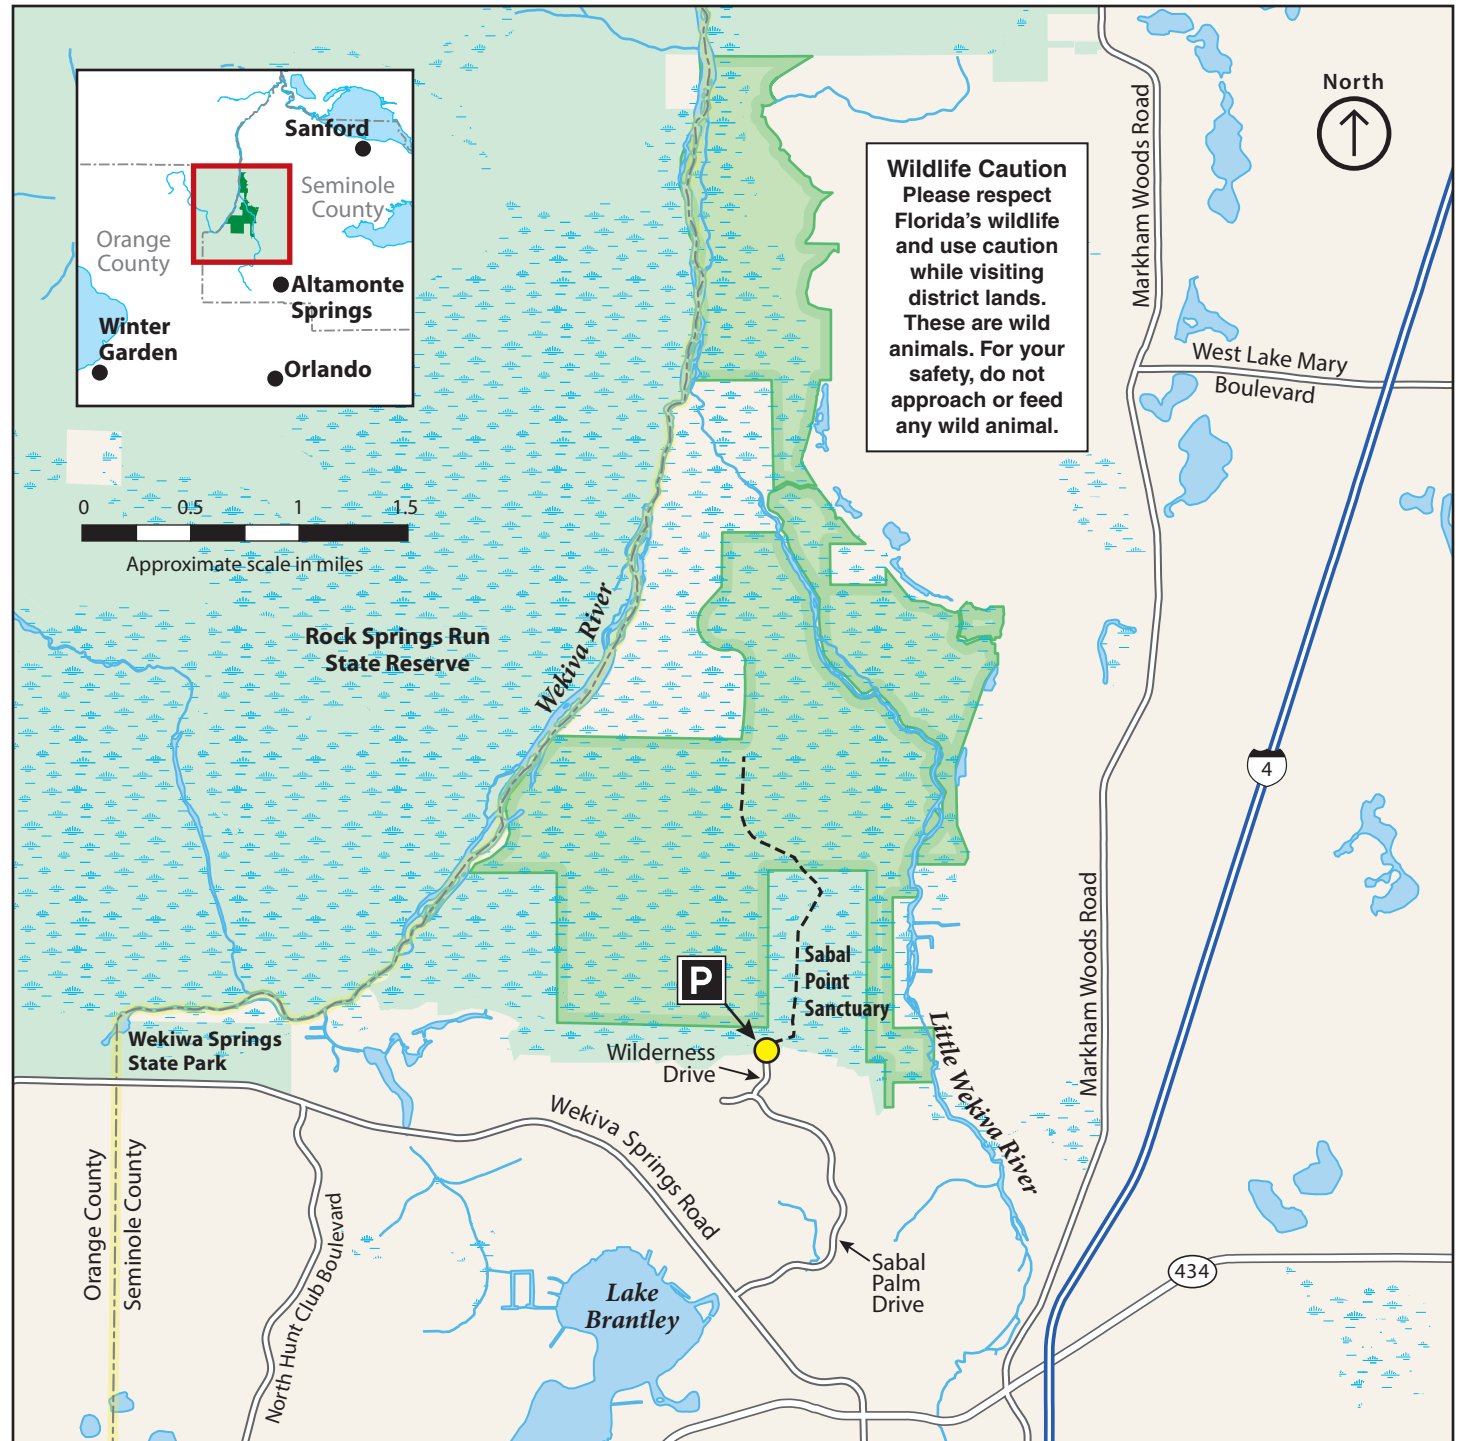 North
Wildlife Caution
Please respect
Florida’s wildlife
and use caution
while visiting
district lands.
These are wild
animals. For your
safety, do not
approach or feed
any wild animal.
Sanford
Seminole
County
Orange
County
Altamonte
Springs
Winter
Garden
Orlando
Markham Woods Road
West Lake Mary
Boulevard
0 0.5 1 1.5
Approximate scale in miles
Rock Springs Run
State Reserve
Wekiva River
4
Markham Woods Road
Sabal
Point
Sanctuary
P
Wekiwa Springs
State Park
Wilderness
Drive
Little Wekiva River
Wekiva Springs Road
Orange County
Seminole County
North Hunt Club Boulevard
Sabal
Palm
Drive
434
Lake
Brantley